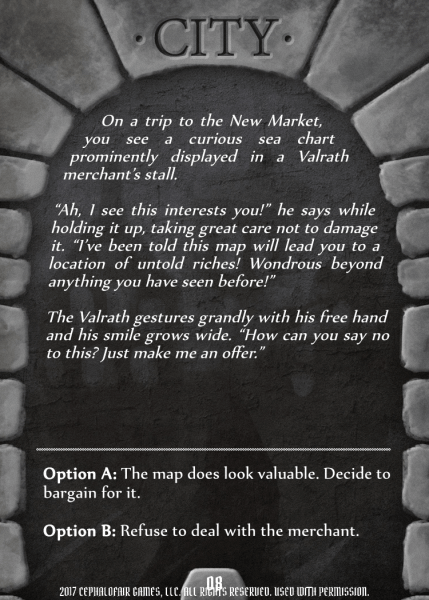 · CITY ·
On a trip to the New Market,
you see a curious sea chart
prominently displayed in a Valrath
merchant's stall.
“Ah, I see this interests you!” he says while
holding it up, taking great care not to damage
it. “I've been told this map will lead you to a
location of untold riches! Wondrous beyond
anything you have seen before!”
The Valrath gestures grandly with his free hand
and his smile grows wide. “How can you say no
to this? Just make me an offer.”
Option A: The map does look valuable. Decide to
bargain for it.
Option B: Refuse to deal with the merchant.
08
2017 CEPHALOFAIR GAMES, LLC. ALL RIGHTS RESERVED. USED WITH PERMISSION.